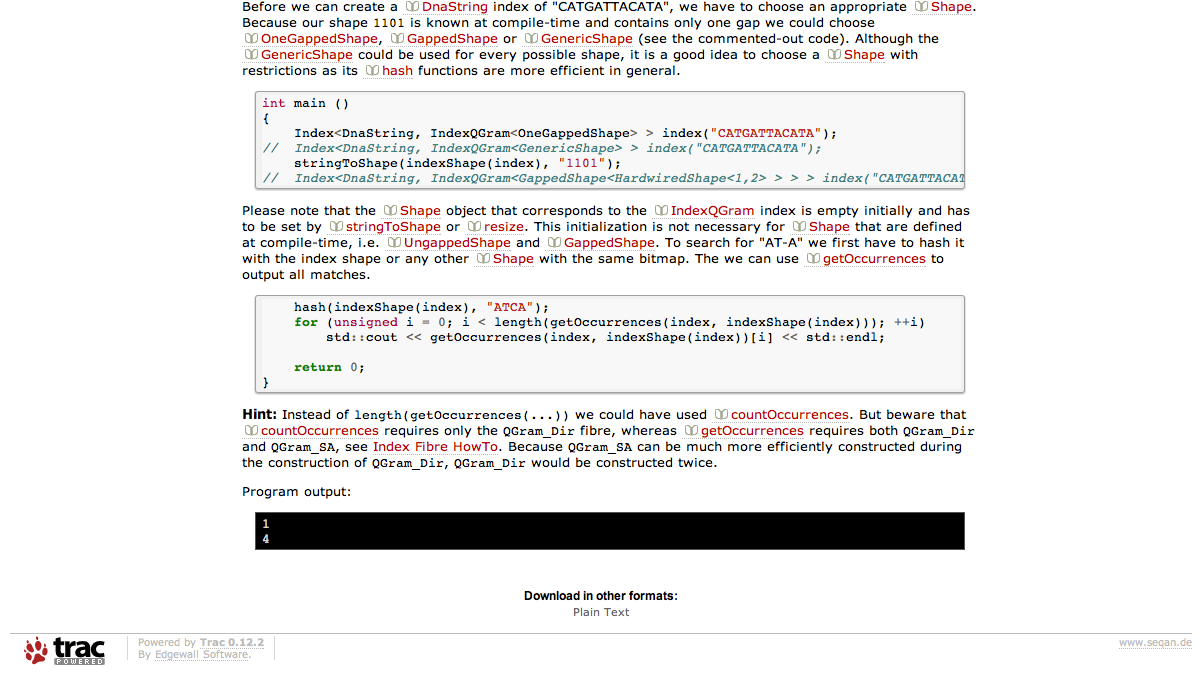 Before we can create a DnaString index of "CATGATTACATA", we have to choose an appropriate Shape.
Because our shape 1101 is known at compile-time and contains only one gap we could choose
OneGappedShape, GappedShape or GenericShape (see the commented-out code). Although the
GenericShape could be used for every possible shape, it is a good idea to choose a Shape with
restrictions as its hash functions are more efficient in general.
int main ()
{
Index<DnaString, IndexQGram<OneGappedShape> > index("CATGATTACATA");
// Index<DnaString, IndexQGram<GenericShape> > index("CATGATTACATA");
stringToShape(indexShape(index), "1101");
// Index<DnaString, IndexQGram<GappedShape<HardwiredShape<1,2> > > > index("CATGATTACAT
Please note that the Shape object that corresponds to the IndexQGram index is empty initially and has
to be set by stringToShape or resize. This initialization is not necessary for Shape that are defined
at compile-time, i.e. UngappedShape and GappedShape. To search for "AT-A" we first have to hash it
with the index shape or any other Shape with the same bitmap. The we can use getOccurrences to
output all matches.
hash(indexShape(index), "ATCA");
for (unsigned i = 0; i < length(getOccurrences(index, indexShape(index))); ++i)
std::cout << getOccurrences(index, indexShape(index))[i] << std::endl;
return 0;
}
Hint: Instead of length(getOccurrences(...)) we could have used countOccurrences. But beware that
countOccurrences requires only the QGram_Dir fibre, whereas getOccurrences requires both QGram_Dir
and QGram_SA, see Index Fibre HowTo. Because QGram_SA can be much more efficiently constructed during
the construction of QGram_Dir, QGram_Dir would be constructed twice.
Program output:
1
4
Download in other formats:
Plain Text
trac
POWERED
Powered by Trac 0.12.2
By Edgewall Software.
www.seqan.de